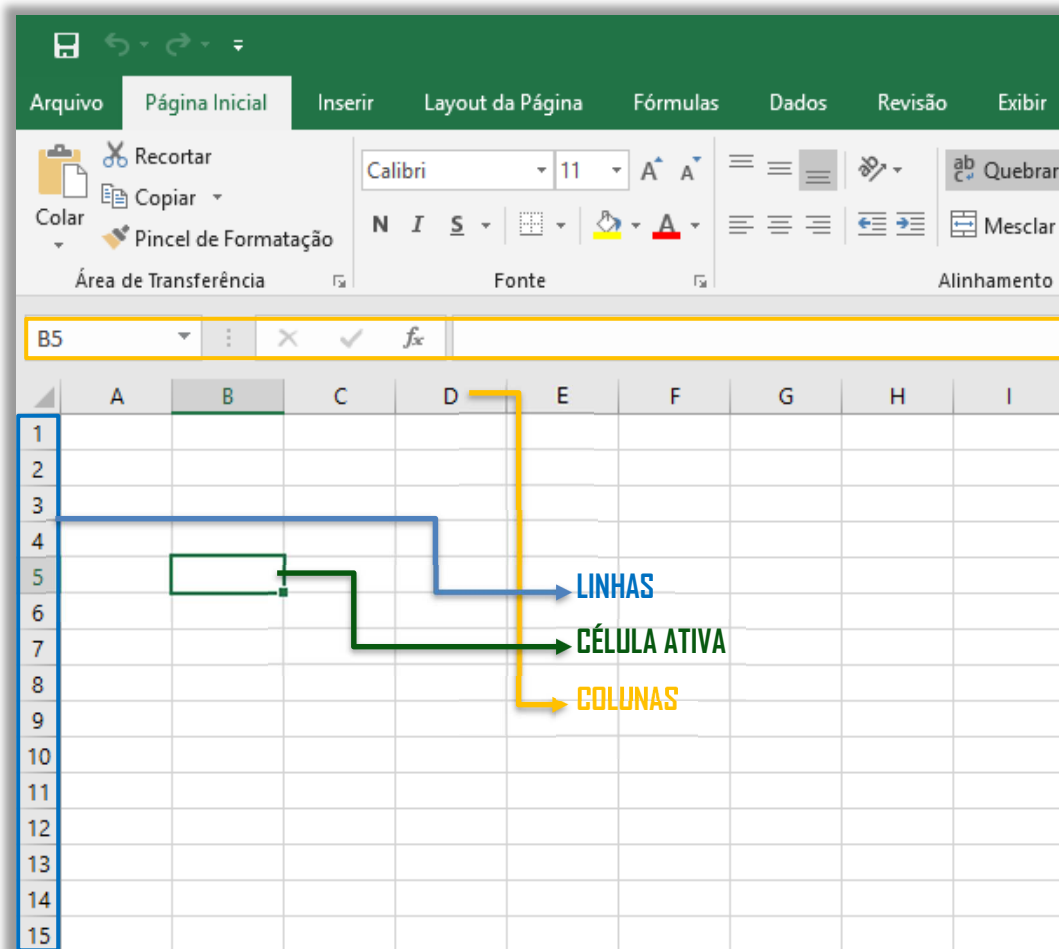 Arquivo Página Inicial Inserir Layout da Página Fórmulas Dados Revisão Exibir
Colar
Recortar
Copiar
Pincel de Formatação
Área de Transferência
Calibri 11 A A
N I S A
Fonte
ab c Quebrar
Mesclar
Alinhamento
B5 fx
A B C D E F G H I
1
2
3
4
5
LINHAS
6
CÉLULA ATIVA
7
8
COLUNAS
9
10
11
12
13
14
15